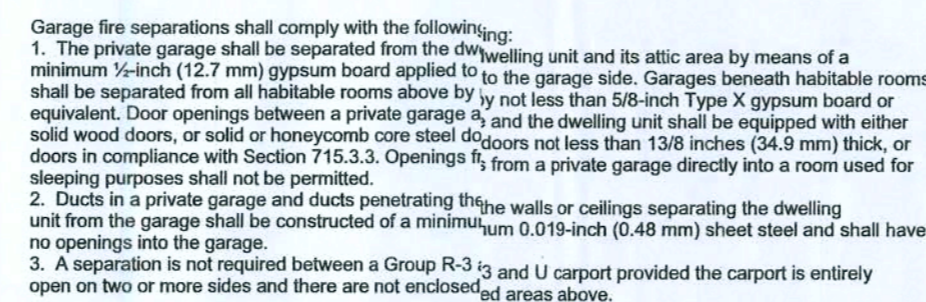 Garage fire separations shall comply with the following:
1. The private garage shall be separated from the dwelling unit and its attic area by means of a
minimum ½-inch (12.7 mm) gypsum board applied to the garage side. Garages beneath habitable rooms
shall be separated from all habitable rooms above by not less than 5/8-inch Type X gypsum board or
equivalent. Door openings between a private garage and the dwelling unit shall be equipped with either
solid wood doors, or solid or honeycomb core steel doors not less than 13/8 inches (34.9 mm) thick, or
doors in compliance with Section 715.3.3. Openings from a private garage directly into a room used for
sleeping purposes shall not be permitted.
2. Ducts in a private garage and ducts penetrating the walls or ceilings separating the dwelling
unit from the garage shall be constructed of a minimum 0.019-inch (0.48 mm) sheet steel and shall have
no openings into the garage.
3. A separation is not required between a Group R-3 and U carport provided the carport is entirely
open on two or more sides and there are not enclosed areas above.